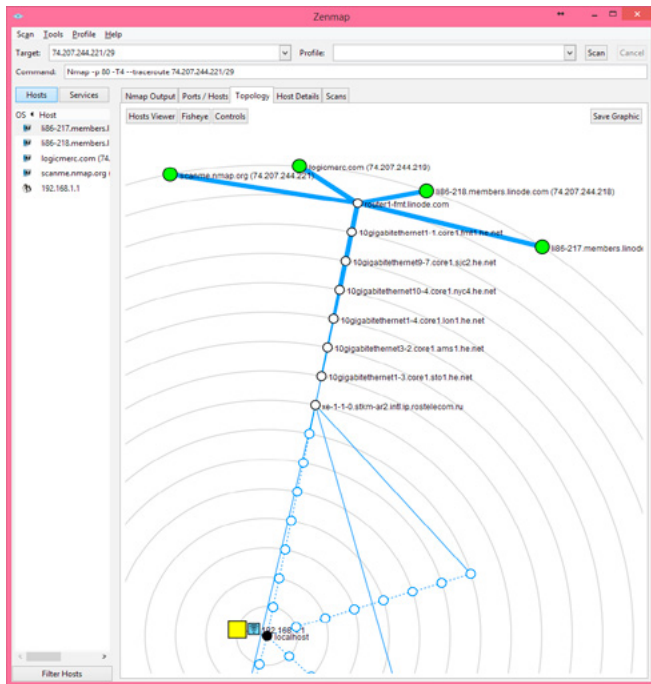 Zenmap
Scan Tools Profile Help
Target: 74.207.244.221/29 Profile: Scan Cancel
Command: Nmap -p 80 -T4 --traceroute 74.207.244.221/29
Hosts Services Nmap Output Ports / Hosts Topology Host Details Scans
OS Host
Hosts Viewer Fisheye Controls Save Graphic
li86-217.members.l
li86-218.members.l
logicmerc.com (74.
scanme.nmap.org
192.168.1.1
logicmerc.com (74.207.244.219)
scanme.nmap.org (74.207.244.221)
li86-218.members.linode.com (74.207.244.218)
router1-fmt.linode.com
10gigabitethernet1-1.core1.fmt1.he.net
li86-217.members.linode
10gigabitethernet9-7.core1.sjc2.he.net
10gigabitethernet10-4.core1.nyc4.he.net
10gigabitethernet1-4.core1.lon1.he.net
10gigabitethernet3-2.core1.ams1.he.net
10gigabitethernet1-3.core1.sto1.he.net
xe-1-1-0.stkm-ar2.intl.ip.rostelecom.ru
192.168.1.1
localhost
Filter Hosts